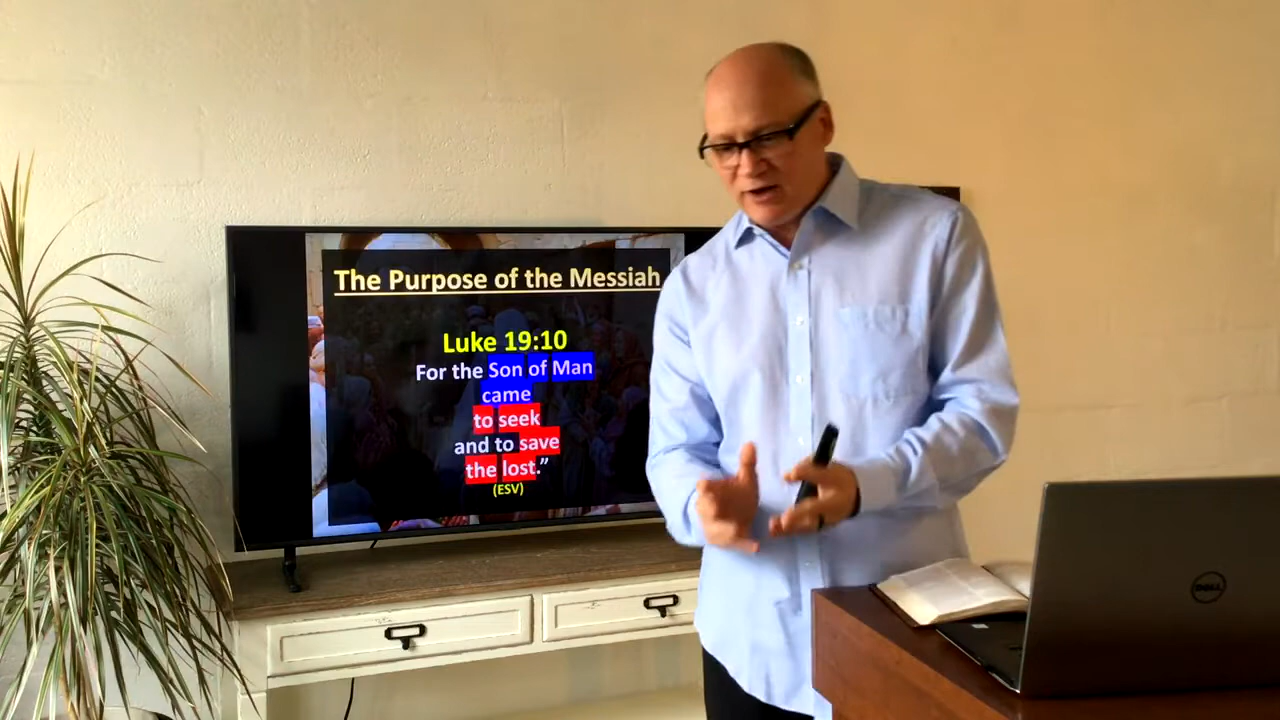 The Purpose of the Messiah
Luke 19:10
For the Son of Man
came
to seek
and to save
the lost.”
(ESV)
DELL